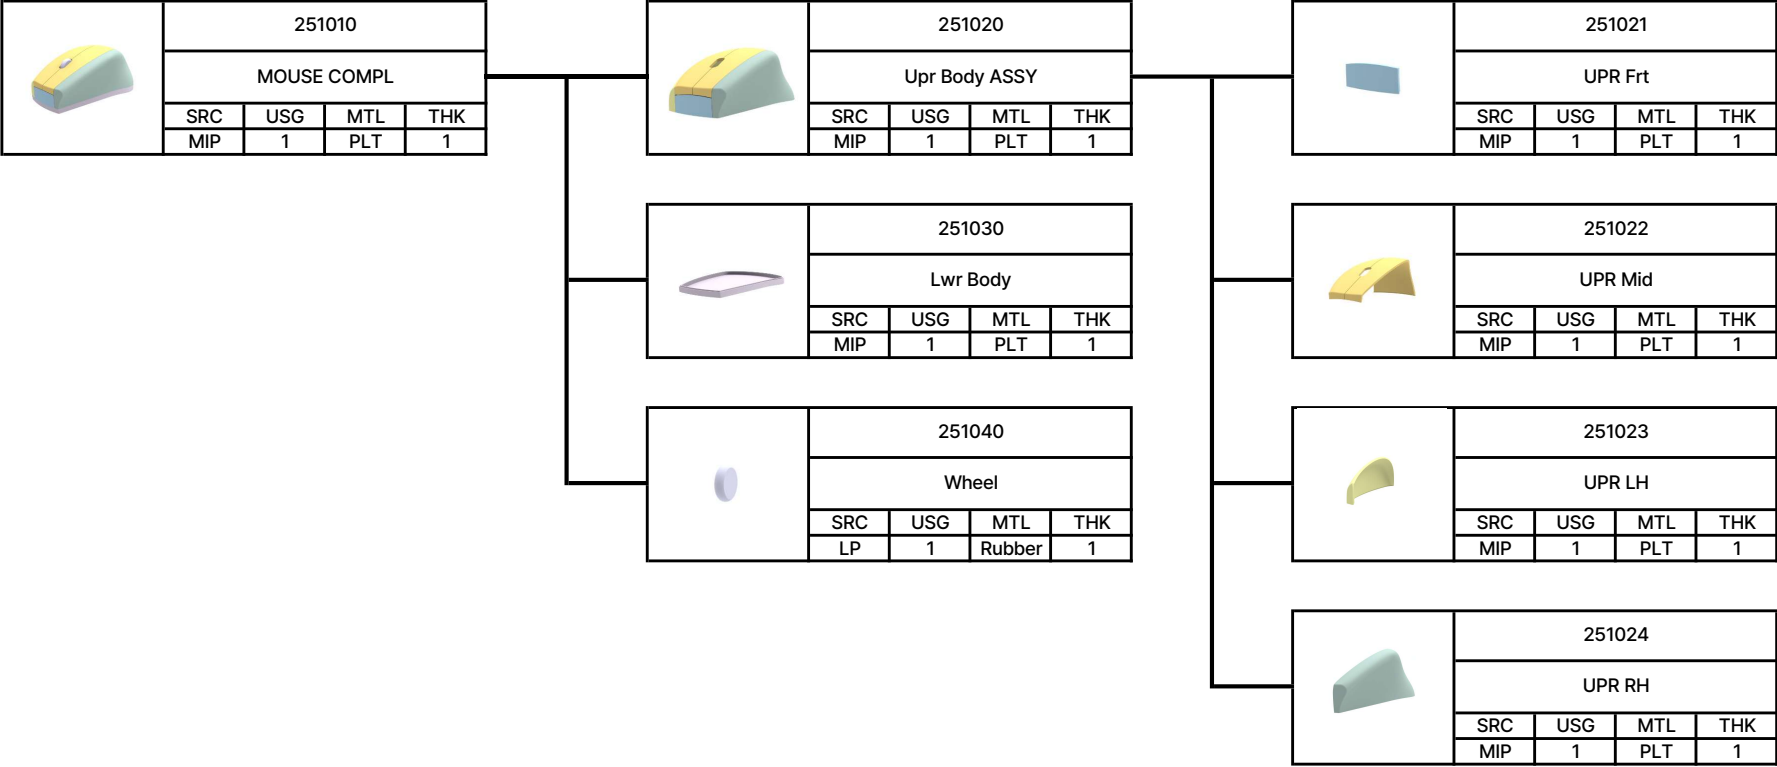 251010
MOUSE COMPL
SRC USG MTL THK
MIP 1 PLT 1
251020
Upr Body ASSY
SRC USG MTL THK
MIP 1 PLT 1
251030
Lwr Body
SRC USG MTL THK
MIP 1 PLT 1
251040
Wheel
SRC USG MTL THK
LP 1 Rubber 1
251021
UPR Frt
SRC USG MTL THK
MIP 1 PLT 1
251022
UPR Mid
SRC USG MTL THK
MIP 1 PLT 1
251023
UPR LH
SRC USG MTL THK
MIP 1 PLT 1
251024
UPR RH
SRC USG MTL THK
MIP 1 PLT 1